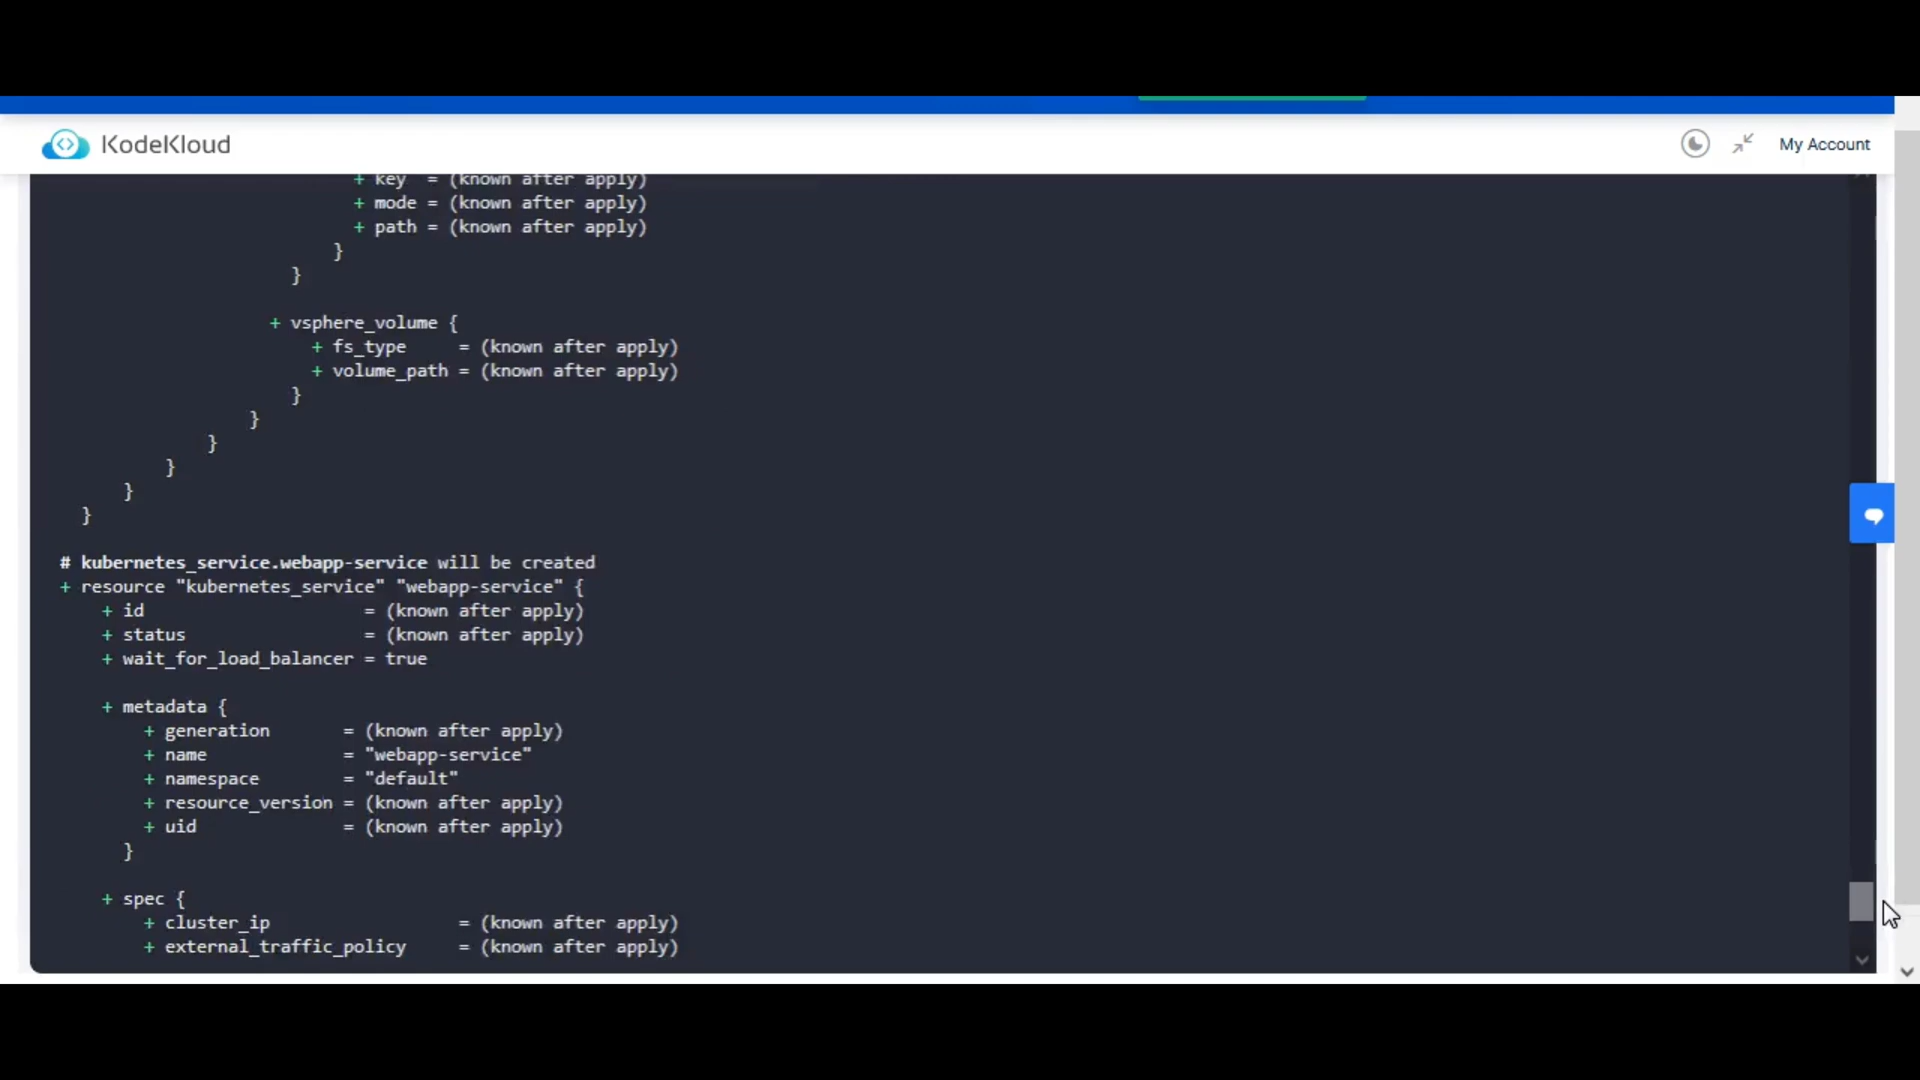 KodeKloud
My Account
+ key  = (known after apply)
+ mode = (known after apply)
+ path = (known after apply)
}
}
+ vsphere_volume {
+ fs_type     = (known after apply)
+ volume_path = (known after apply)
}
}
}
}
}
}
# kubernetes_service.webapp-service will be created
+ resource "kubernetes_service" "webapp-service" {
+ id                     = (known after apply)
+ status                 = (known after apply)
+ wait_for_load_balancer = true
+ metadata {
+ generation       = (known after apply)
+ name             = "webapp-service"
+ namespace        = "default"
+ resource_version = (known after apply)
+ uid              = (known after apply)
}
+ spec {
+ cluster_ip                  = (known after apply)
+ external_traffic_policy     = (known after apply)